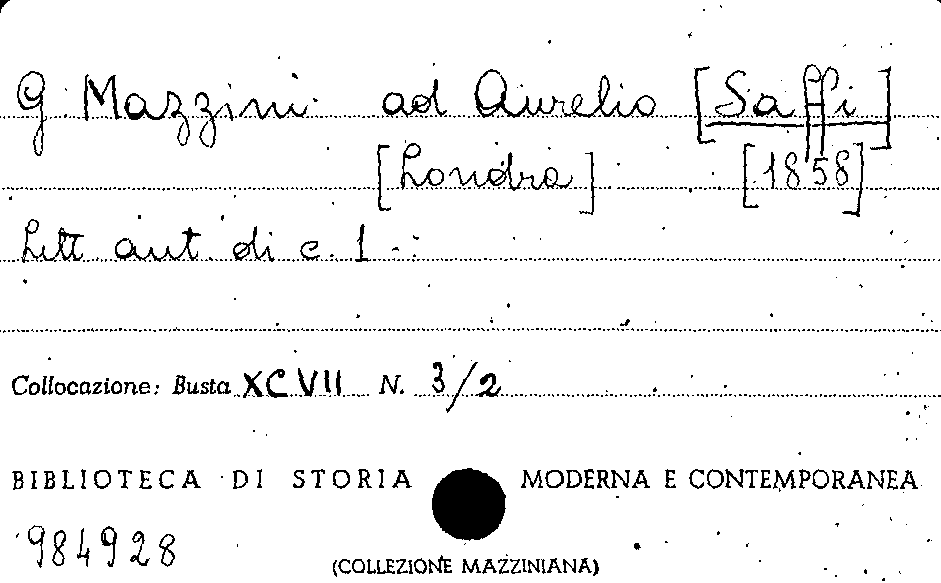 G. Mazzini ad Aurelio [Saffi]
[Londra] [1858]
Lett. aut. di c. 1
Collocazione: Busta XCVII N. 3/2
BIBLIOTECA DI STORIA MODERNA E CONTEMPORANEA
984928
(COLLEZIONE MAZZINIANA)